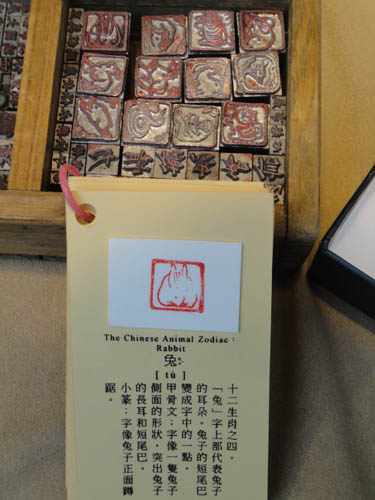 The Chinese Animal Zodiac :
Rabbit
兔
[ tù ]
十二生肖之四。
「兔」字上部代表兔子
的耳朵。兔子的短尾巴
變成字中的一點。
甲骨文：字像一隻兔子
側面的形狀，突出兔子
的長耳和短尾巴。
小篆：字像兔子正面蹲
踞。